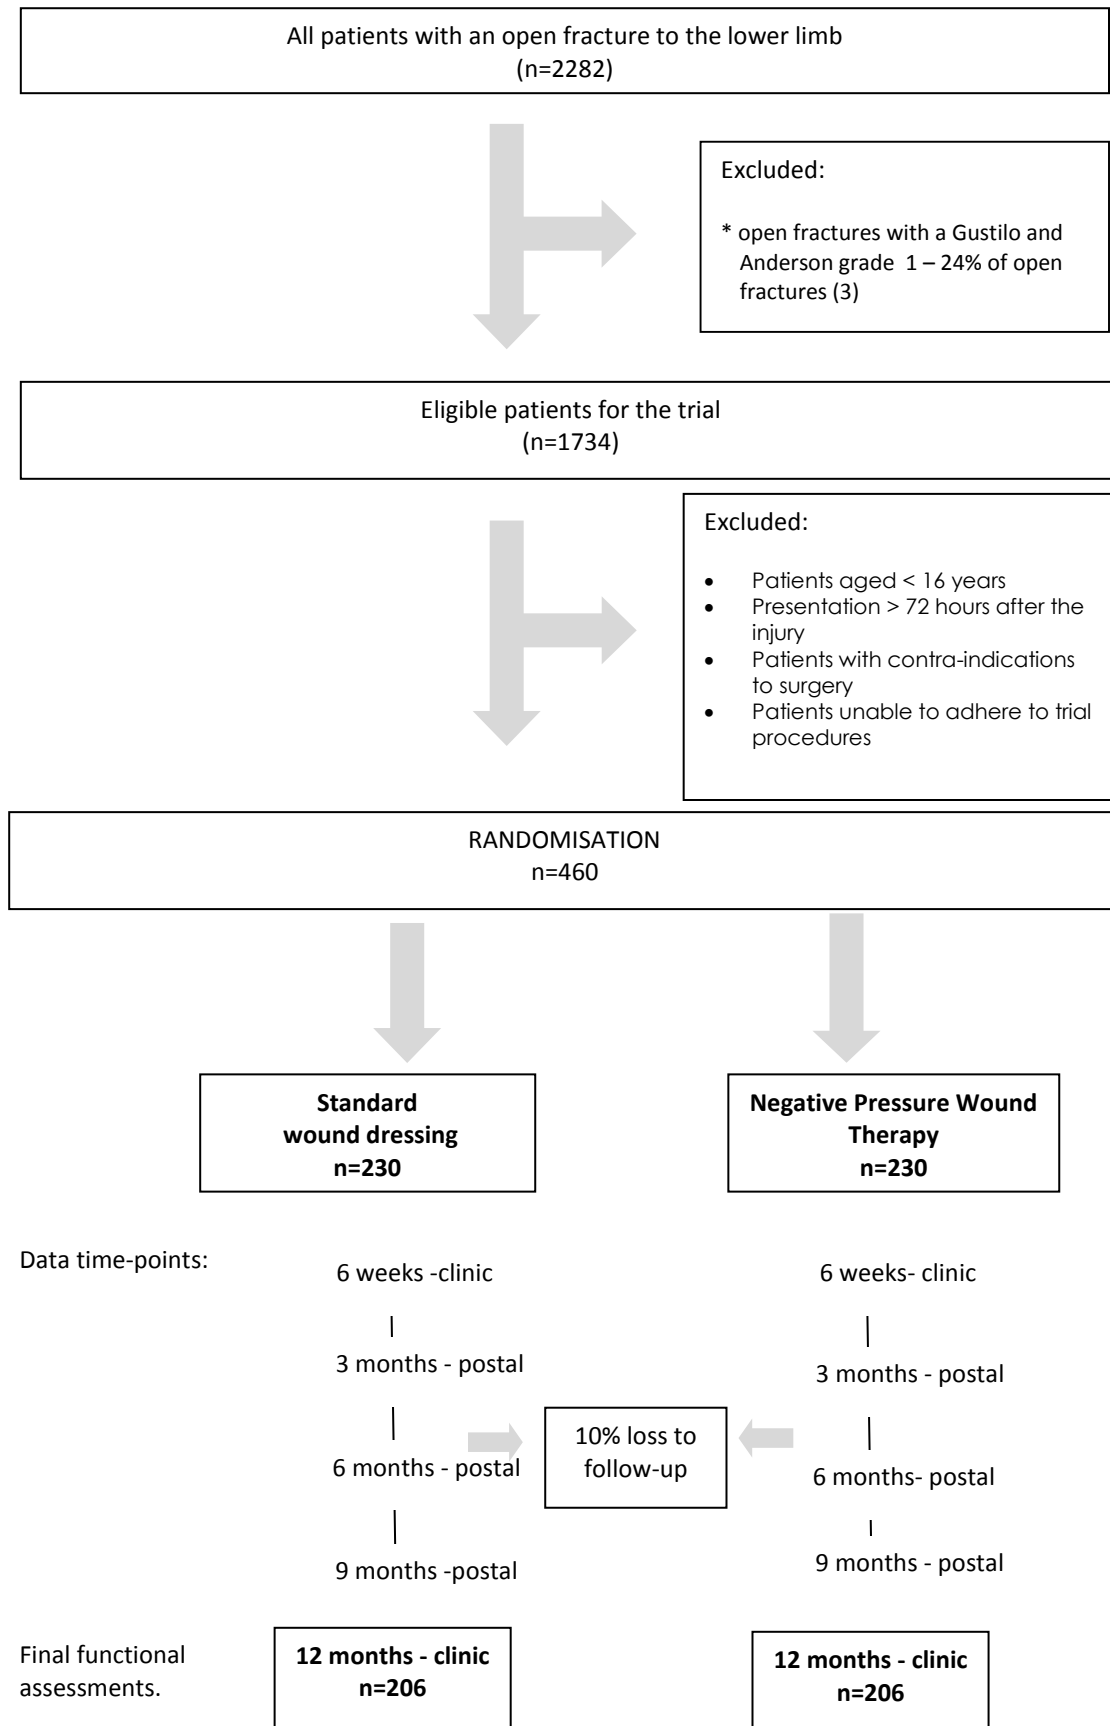 All patients with an open fracture to the lower limb
(n=2282)
Excluded:
* open fractures with a Gustilo and
Anderson grade 1 – 24% of open
fractures (3)
Eligible patients for the trial
(n=1734)
Excluded:
• Patients aged < 16 years
• Presentation > 72 hours after the
injury
• Patients with contra-indications
to surgery
• Patients unable to adhere to trial
procedures
RANDOMISATION
n=460
Standard
wound dressing
n=230
Negative Pressure Wound
Therapy
n=230
Data time-points:
6 weeks -clinic
6 weeks- clinic
3 months - postal
3 months - postal
10% loss to
follow-up
6 months - postal
6 months- postal
9 months -postal
9 months - postal
Final functional
assessments.
12 months - clinic
n=206
12 months - clinic
n=206